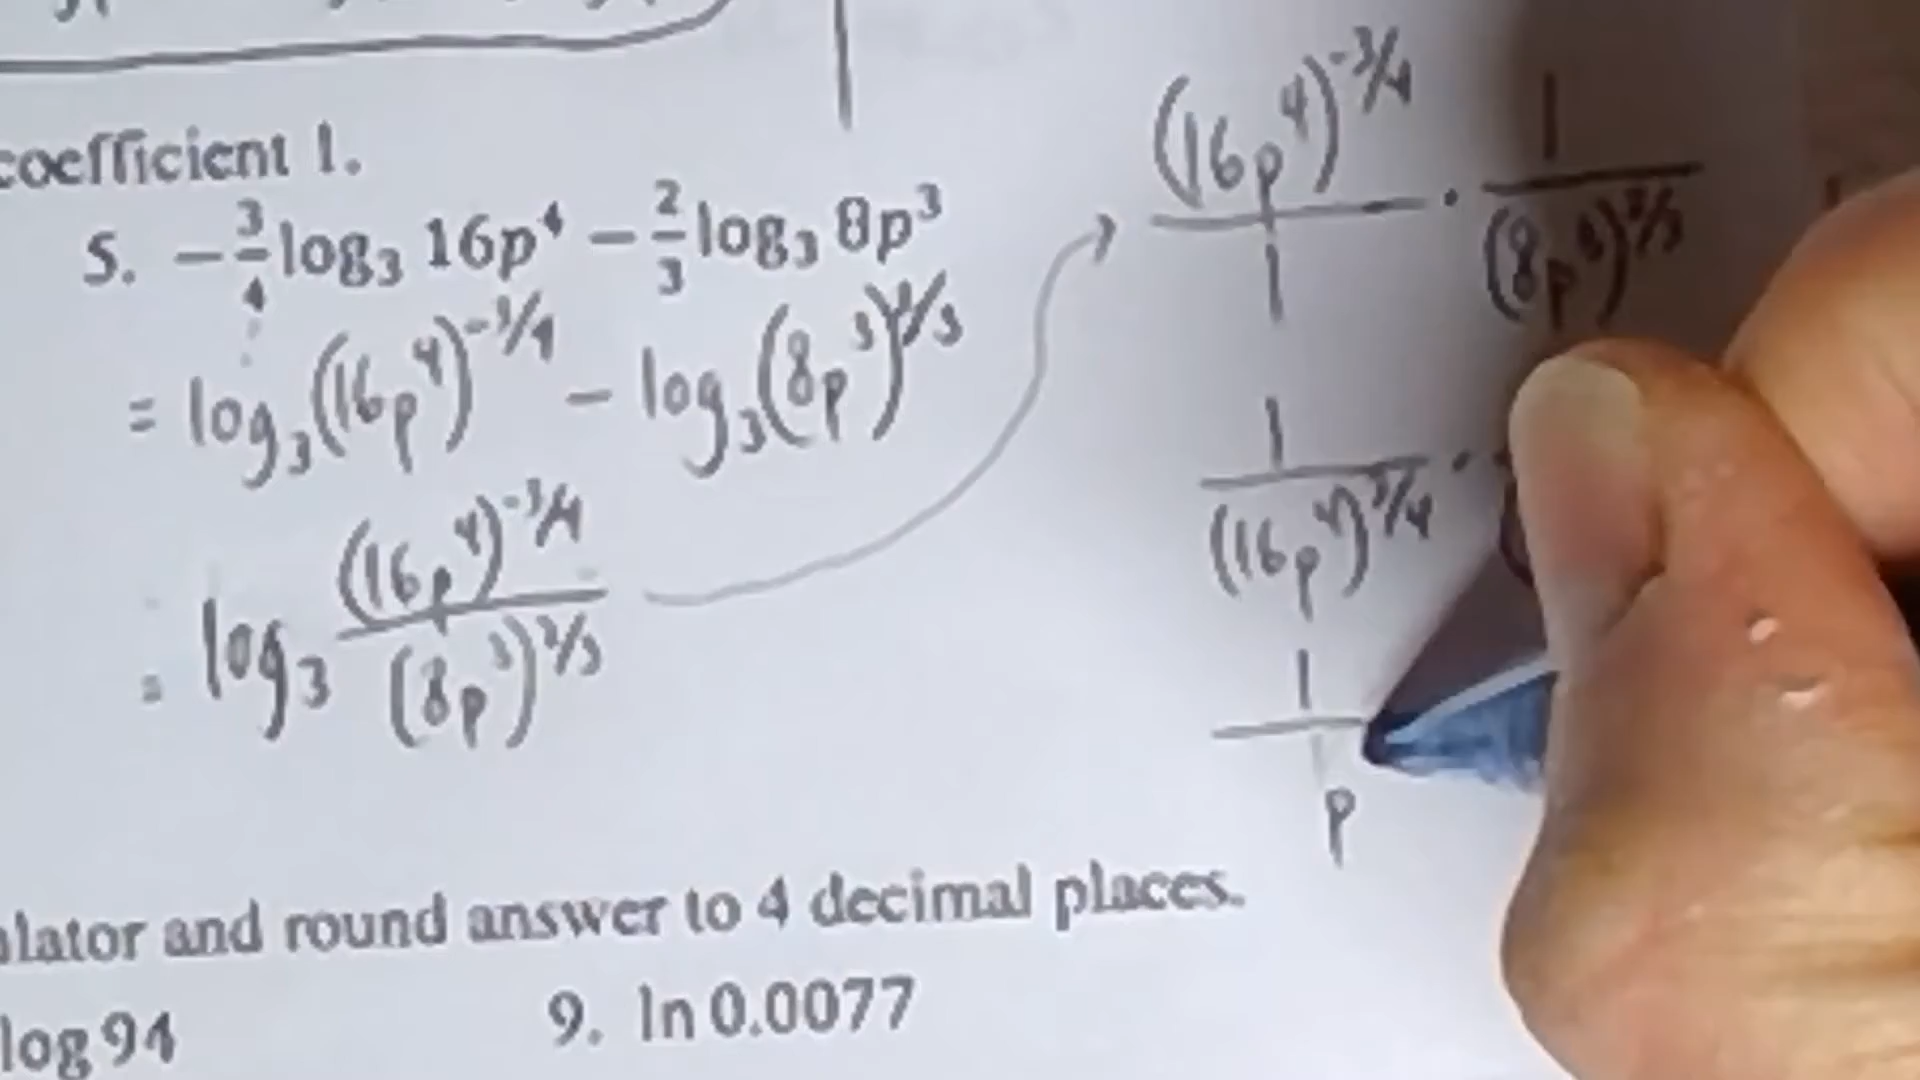 coefficient 1.
5. −3/4 log₃ 16p⁴ − 2/3 log₃ 8p³
= log₃(16p⁴)^-3/4 − log₃(8p³)^2/3
= log₃ (16p⁴)^-3/4 / (8p³)^2/3
(16p⁴)^-3/4 / 1 · 1 / (8p³)^2/3
1 / (16p⁴)^3/4 ·
1 / p
lator and round answer to 4 decimal places.
log 94
9. ln 0.0077